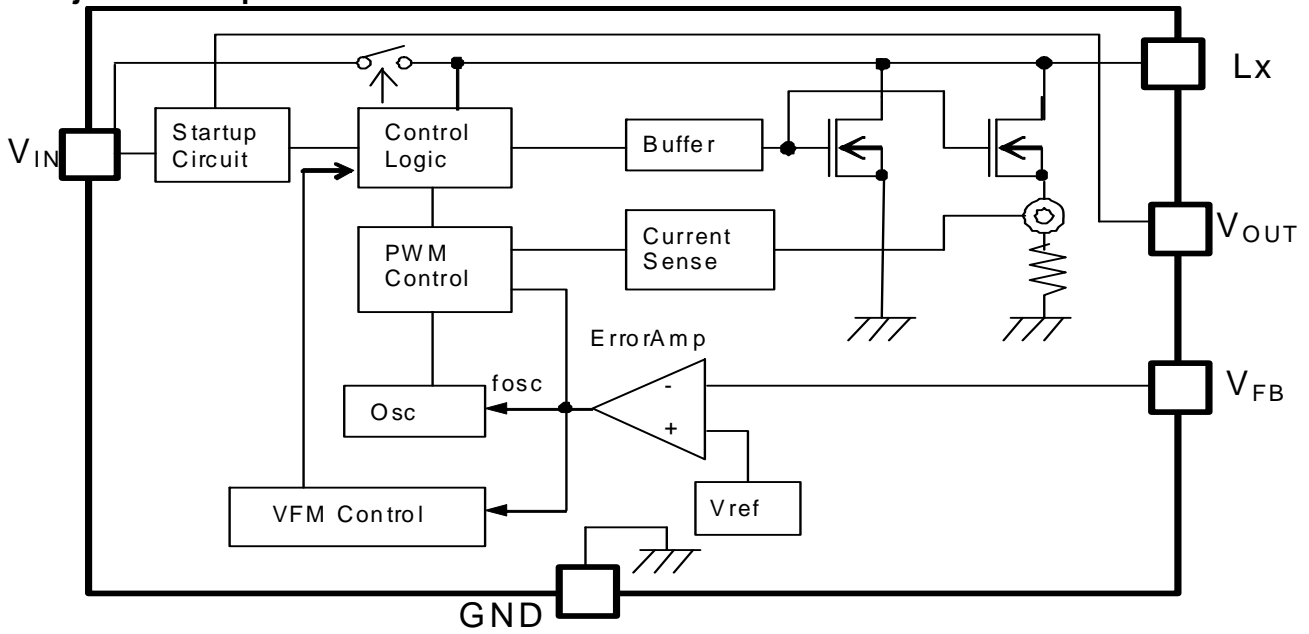 Lx
Startup
Circuit
Control
Logic
Buffer
VIN
PWM
Control
Current
Sense
VOUT
ErrorAmp
fosc
-
+
Osc
VFB
VFM Control
Vref
GND